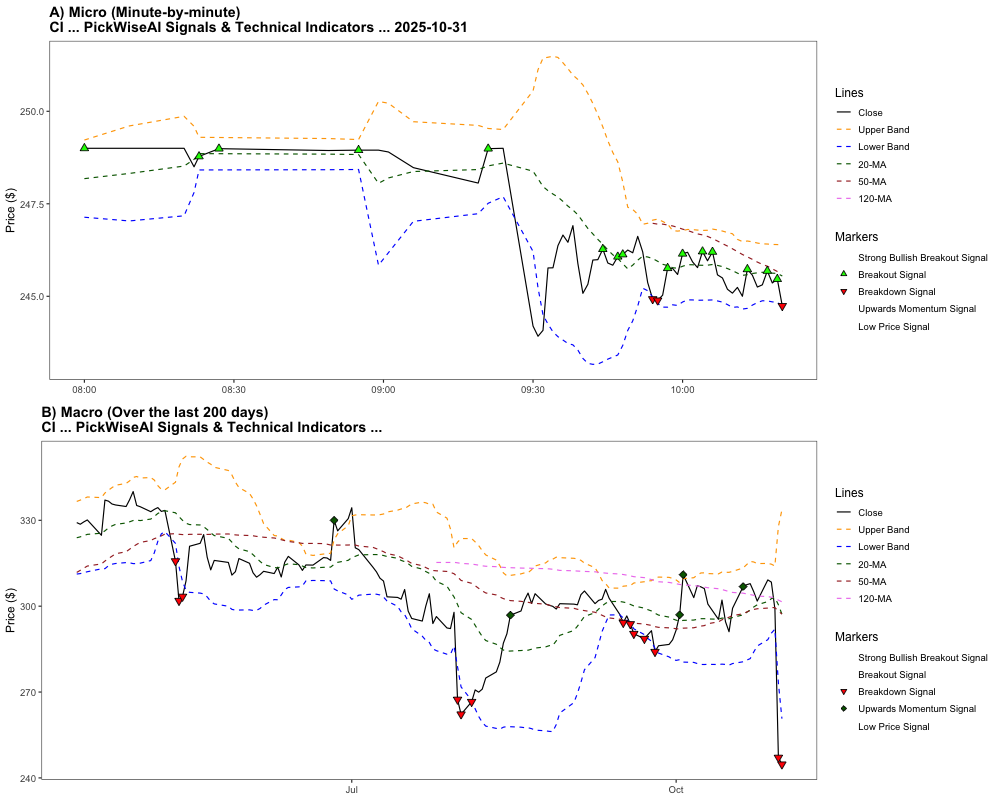 A) Micro (Minute-by-minute)
CI ... PickWiseAI Signals & Technical Indicators ... 2025-10-31
Price ($)
250.0
247.5
245.0
08:00
08:30
09:00
09:30
10:00
Lines
Close
Upper Band
Lower Band
20-MA
50-MA
120-MA
Markers
Strong Bullish Breakout Signal
Breakout Signal
Breakdown Signal
Upwards Momentum Signal
Low Price Signal
B) Macro (Over the last 200 days)
CI ... PickWiseAI Signals & Technical Indicators ...
Price ($)
330
300
270
240
Jul
Oct
Lines
Close
Upper Band
Lower Band
20-MA
50-MA
120-MA
Markers
Strong Bullish Breakout Signal
Breakout Signal
Breakdown Signal
Upwards Momentum Signal
Low Price Signal